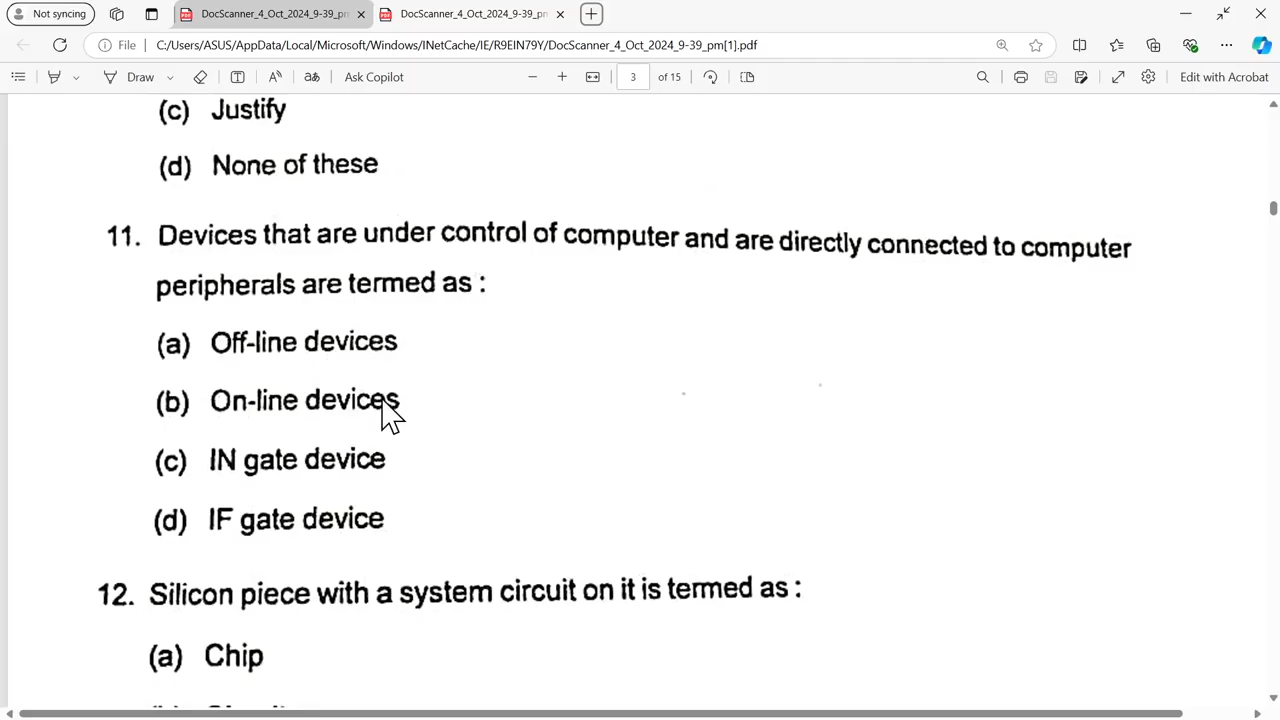 Not syncing
DocScanner_4_Oct_2024_9-39_pm
DocScanner_4_Oct_2024_9-39_pm
File
C:/Users/ASUS/AppData/Local/Microsoft/Windows/INetCache/IE/R9EIN79Y/DocScanner_4_Oct_2024_9-39_pm[1].pdf
Draw
Ask Copilot
3 of 15
Edit with Acrobat
(c) Justify
(d) None of these
11. Devices that are under control of computer and are directly connected to computer
peripherals are termed as :
(a) Off-line devices
(b) On-line devices
(c) IN gate device
(d) IF gate device
12. Silicon piece with a system circuit on it is termed as :
(a) Chip